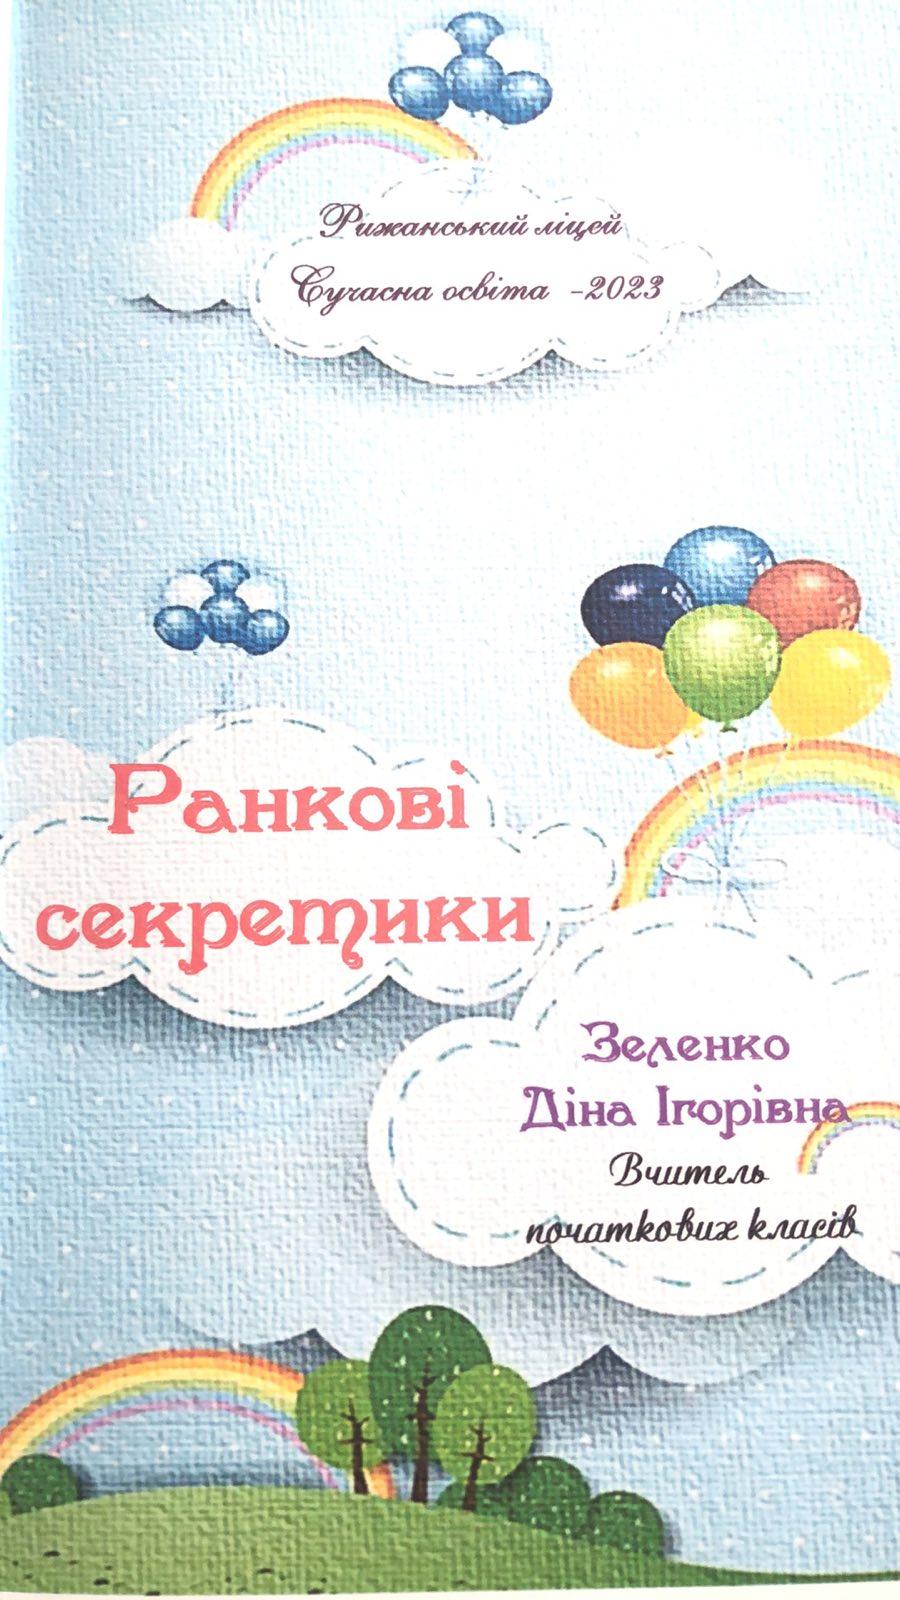 Рижанський ліцей
Сучасна освіта -2023
Ранкові
секретики
Зеленко
Діна Ігорівна
Вчитель
початкових класів